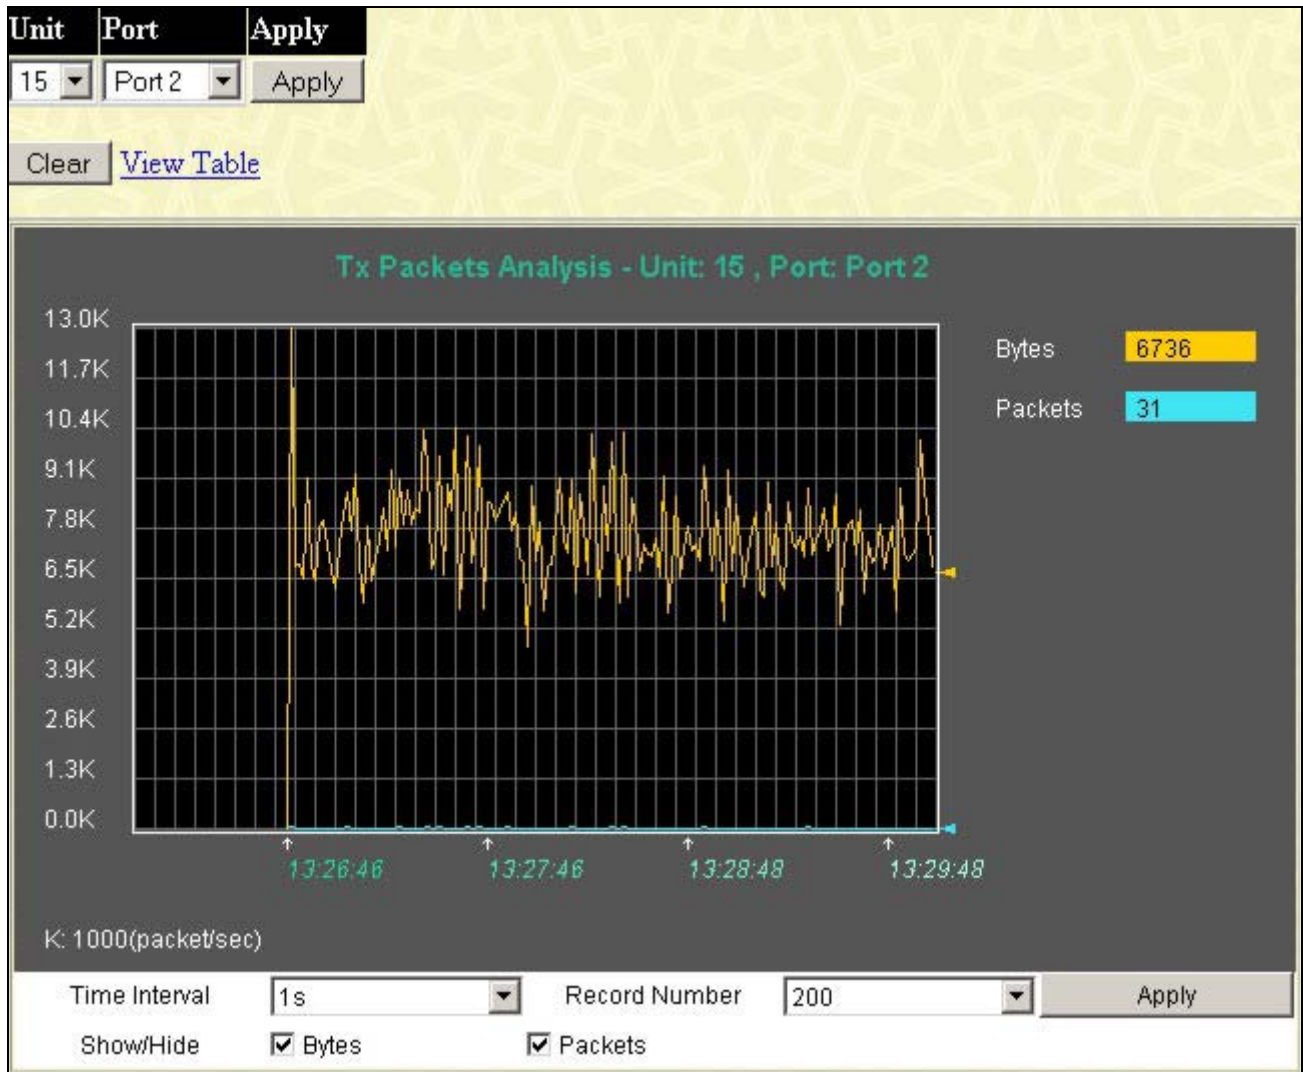 Unit Port Apply
15 Port 2 Apply
Clear View Table
Tx Packets Analysis - Unit: 15 , Port: Port 2
13.0K
11.7K
10.4K
9.1K
7.8K
6.5K
5.2K
3.9K
2.6K
1.3K
0.0K
Bytes 6736
Packets 31
13:26:46 13:27:46 13:28:48 13:29:48
K: 1000(packet/sec)
Time Interval 1s Record Number 200 Apply
Show/Hide Bytes Packets